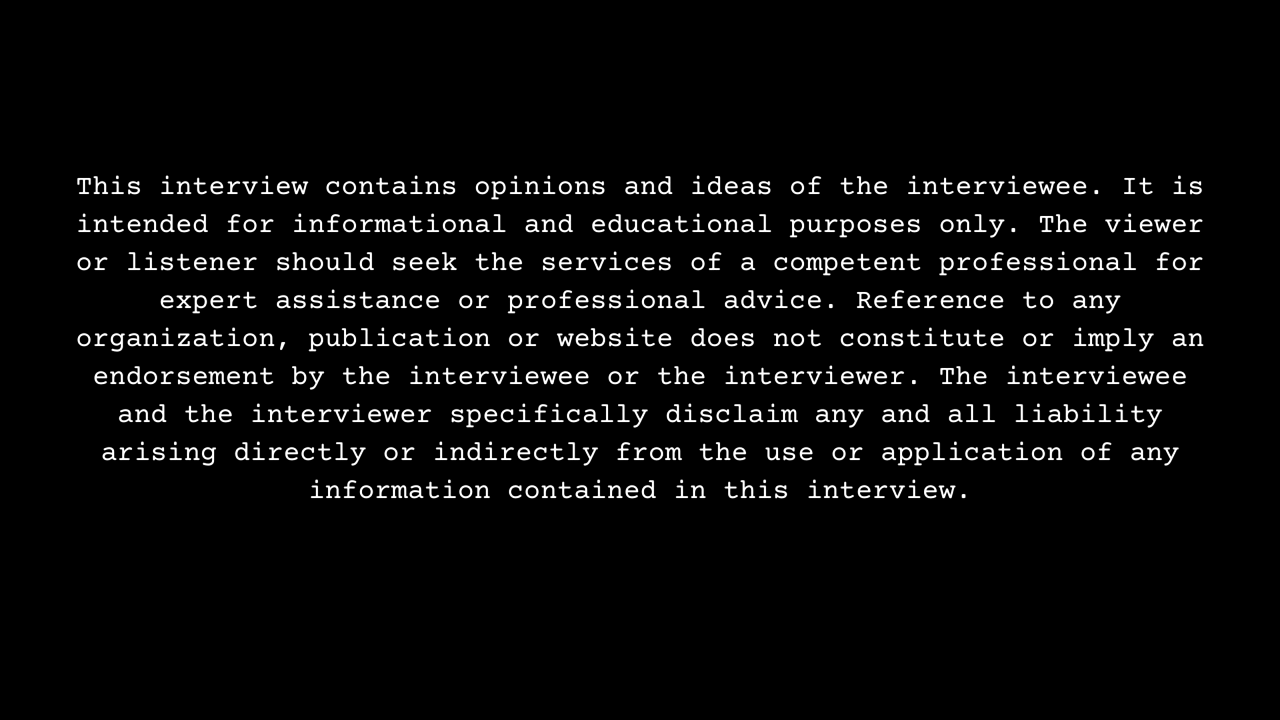 This interview contains opinions and ideas of the interviewee. It is
intended for informational and educational purposes only. The viewer
or listener should seek the services of a competent professional for
expert assistance or professional advice. Reference to any
organization, publication or website does not constitute or imply an
endorsement by the interviewee or the interviewer. The interviewee
and the interviewer specifically disclaim any and all liability
arising directly or indirectly from the use or application of any
information contained in this interview.